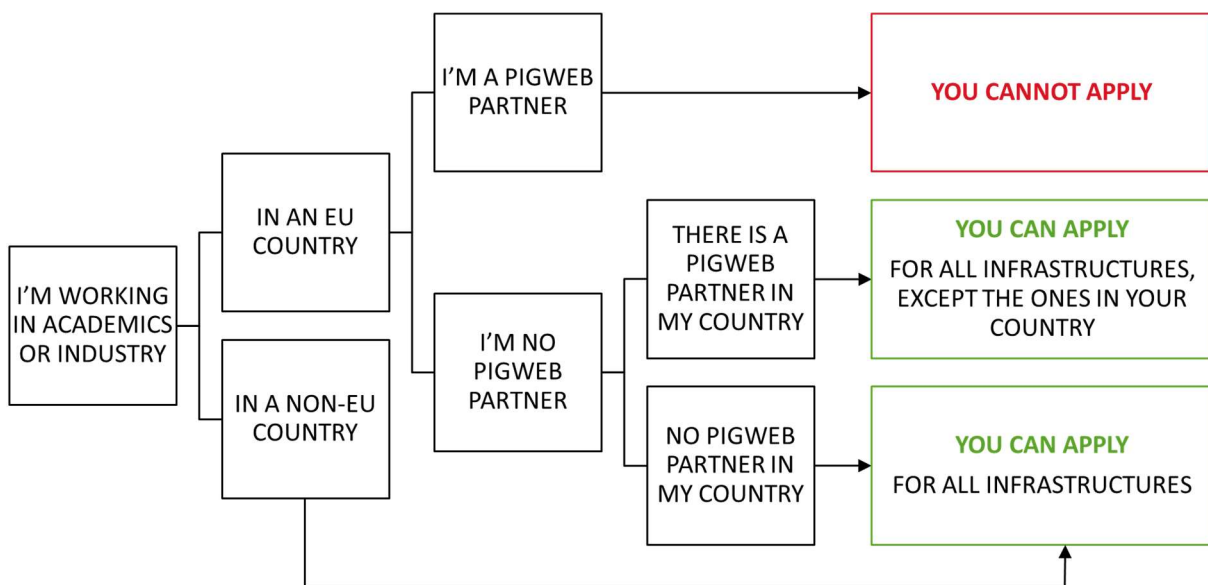 I'M WORKING
IN ACADEMICS
OR INDUSTRY
IN AN EU
COUNTRY
IN A NON-EU
COUNTRY
I'M A PIGWEB
PARTNER
I'M NO
PIGWEB
PARTNER
THERE IS A
PIGWEB
PARTNER IN
MY COUNTRY
NO PIGWEB
PARTNER IN
MY COUNTRY
YOU CANNOT APPLY
YOU CAN APPLY
FOR ALL INFRASTRUCTURES,
EXCEPT THE ONES IN YOUR
COUNTRY
YOU CAN APPLY
FOR ALL INFRASTRUCTURES